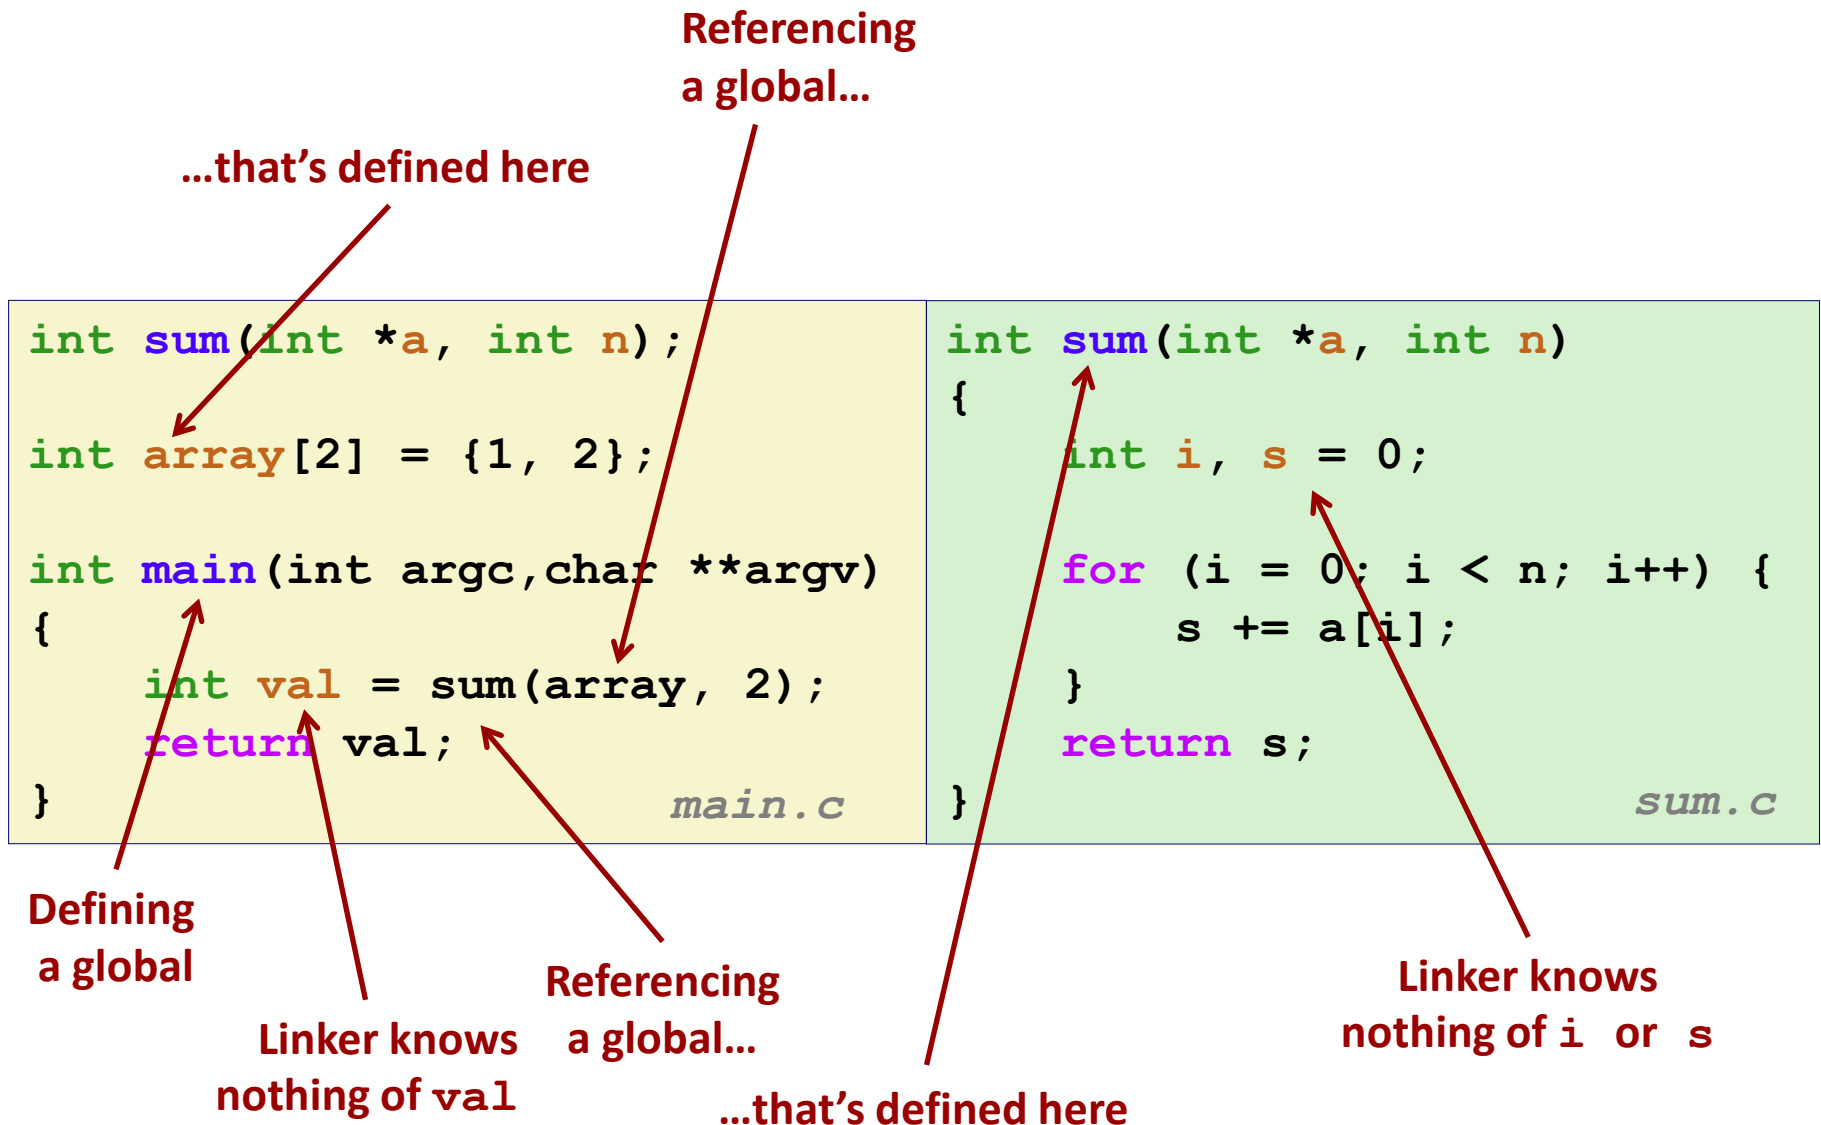 Referencing
a global…
…that’s defined here
int sum(int *a, int n);
int array[2] = {1, 2};
int main(int argc,char **argv)
{
    int val = sum(array, 2);
    return val;
}
main.c
int sum(int *a, int n)
{
    int i, s = 0;
    for (i = 0; i < n; i++) {
        s += a[i];
    }
    return s;
}
sum.c
Defining
a global
Linker knows
nothing of val
Referencing
a global…
…that’s defined here
Linker knows
nothing of i or s